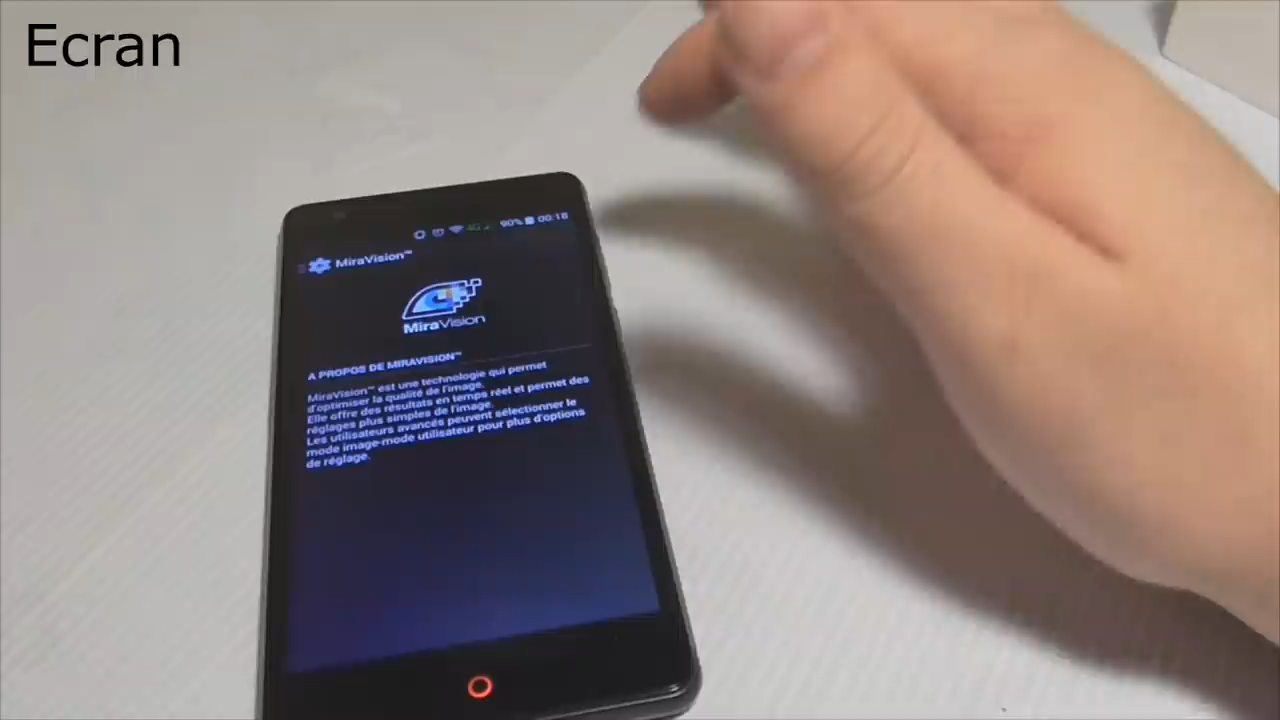 Ecran
4G 90% 00:18
MiraVision™
MiraVision
A PROPOS DE MIRAVISION™
MiraVision™ est une technologie qui permet
d'optimiser la qualité de l'image.
Elle offre des résultats en temps réel et permet des
réglages plus simples de l'image.
Les utilisateurs avancés peuvent sélectionner le
mode image-mode utilisateur pour plus d'options
de réglage.